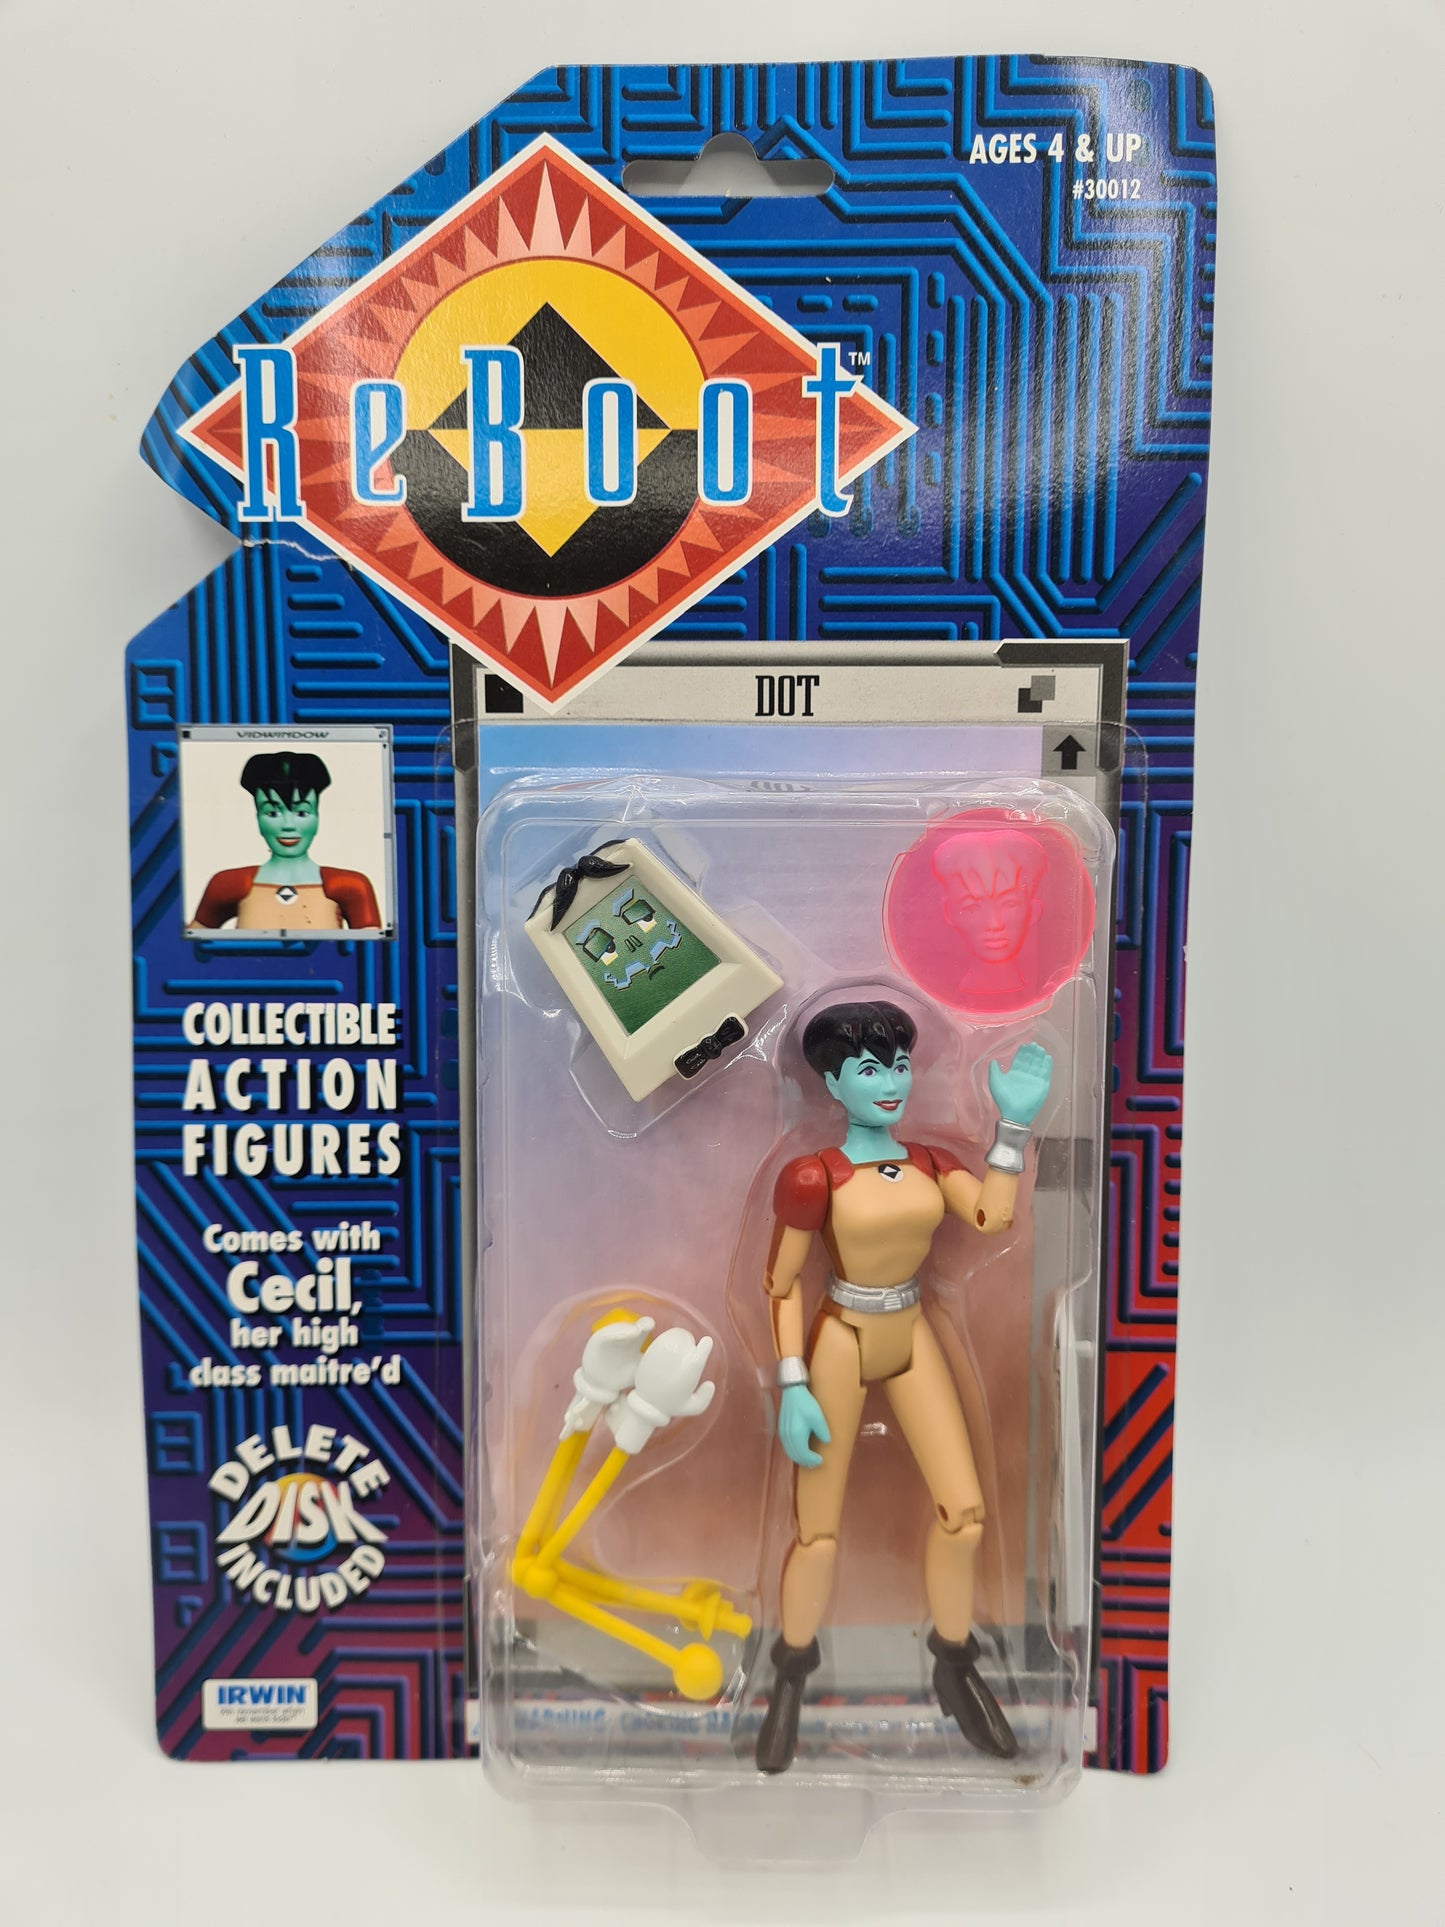 AGES 4 & UP
#30012
ReBoot™
DOT
VIDWINDOW
COLLECTIBLE
ACTION
FIGURES
Comes with
Cecil,
her high
class maitre'd
DELETE
DISK
INCLUDED
IRWIN
WARNING: CHOKING